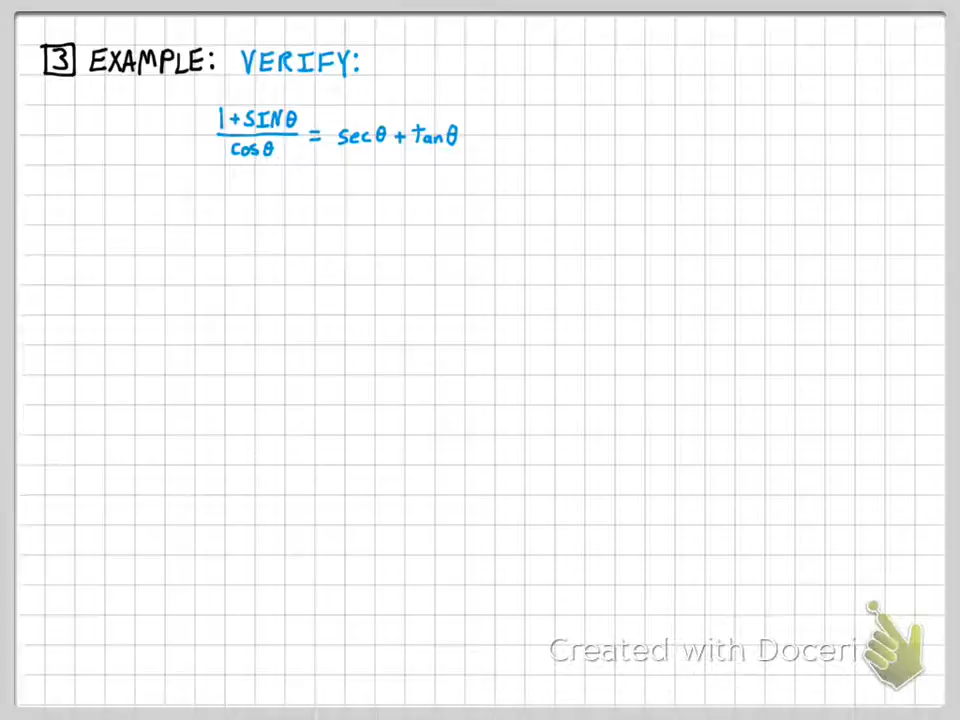 3 EXAMPLE: VERIFY:
1+SINθ
cosθ
= secθ + tanθ
Created with Doceri